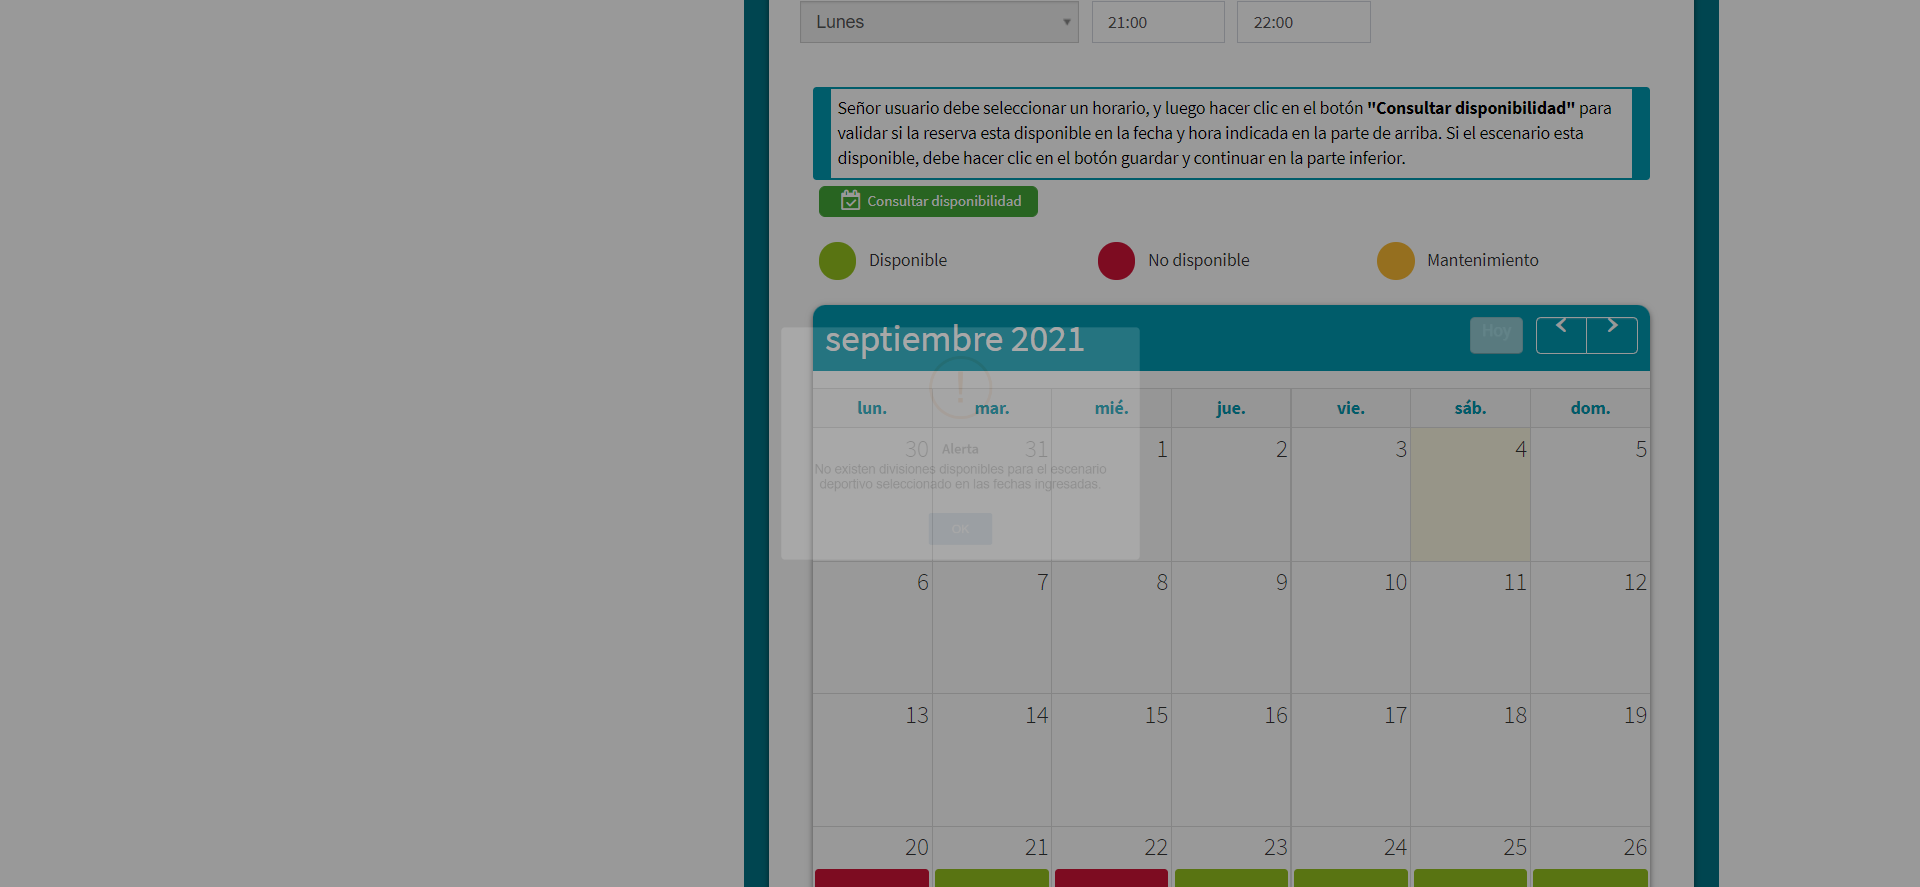 Lunes 21:00 22:00
Señor usuario debe seleccionar un horario, y luego hacer clic en el botón "Consultar disponibilidad" para
validar si la reserva esta disponible en la fecha y hora indicada en la parte de arriba. Si el escenario esta
disponible, debe hacer clic en el botón guardar y continuar en la parte inferior.
Consultar disponibilidad
Disponible No disponible Mantenimiento
septiembre 2021 Hoy
lun. mar. mié. jue. vie. sáb. dom.
30 31 1 2 3 4 5
Alerta
No existen divisiones disponibles para el escenario
deportivo seleccionado en las fechas ingresadas.
OK
6 7 8 9 10 11 12
13 14 15 16 17 18 19
20 21 22 23 24 25 26